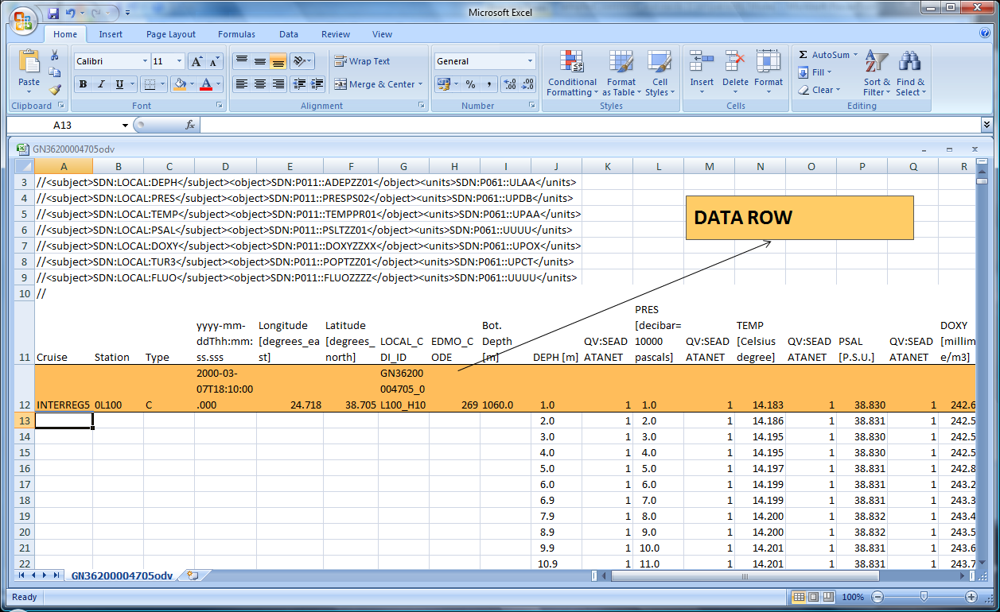 Microsoft Excel
Home Insert Page Layout Formulas Data Review View
Paste
Calibri 11
Wrap Text
General
Conditional Formatting
Format as Table
Cell Styles
Insert Delete Format
AutoSum
Fill
Clear
Sort & Filter
Find & Select
B I U
Merge & Center
% ,
Clipboard Font Alignment Number Styles Cells Editing
A13 fx
GN36200004705odv
A B C D E F G H I J K L M N O P Q R
3 //<subject>SDN:LOCAL:DEPH</subject><object>SDN:P011::ADEPZZ01</object><units>SDN:P061::ULAA</units>
4 //<subject>SDN:LOCAL:PRES</subject><object>SDN:P011::PRESPS02</object><units>SDN:P061::UPDB</units>
5 //<subject>SDN:LOCAL:TEMP</subject><object>SDN:P011::TEMPPR01</object><units>SDN:P061::UPAA</units>
6 //<subject>SDN:LOCAL:PSAL</subject><object>SDN:P011::PSLTZZ01</object><units>SDN:P061::UUUU</units>
7 //<subject>SDN:LOCAL:DOXY</subject><object>SDN:P011::DOXYZZXX</object><units>SDN:P061::UPOX</units>
8 //<subject>SDN:LOCAL:TUR3</subject><object>SDN:P011::POPTZZ01</object><units>SDN:P061::UPCT</units>
9 //<subject>SDN:LOCAL:FLUO</subject><object>SDN:P011::FLUOZZZZ</object><units>SDN:P061::UUUU</units>
DATA ROW
10 //
PRES
yyyy-mm- Longitude Latitude Bot. [decibar= TEMP DOXY
ddThh:mm: [degrees_ea [degrees_ LOCAL_C EDMO_C Depth QV:SEAD 10000 QV:SEAD [Celsius QV:SEAD PSAL QV:SEAD [millim
11 Cruise Station Type ss.sss st] north] DI_ID ODE [m] DEPH [m] ATANET pascals] ATANET degree] ATANET [P.S.U.] ATANET e/m3]
2000-03- GN36200
07T18:10:00 004705_0
12 INTERREG5 0L100 C .000 24.718 38.705 L100_H10 269 1060.0 1.0 1 1.0 1 14.183 1 38.830 1 242.6
13 2.0 1 2.0 1 14.186 1 38.831 1 242.5
14 3.0 1 3.0 1 14.195 1 38.830 1 242.5
15 4.0 1 4.0 1 14.195 1 38.830 1 242.5
16 5.0 1 5.0 1 14.197 1 38.831 1 242.8
17 6.0 1 6.0 1 14.199 1 38.831 1 243.2
18 6.9 1 7.0 1 14.199 1 38.831 1 243.3
19 7.9 1 8.0 1 14.200 1 38.832 1 243.4
20 8.9 1 9.0 1 14.200 1 38.832 1 243.5
21 9.9 1 10.0 1 14.201 1 38.831 1 243.6
22 10.9 1 11.0 1 14.201 1 38.831 1 243.7
GN36200004705odv
Ready 100%